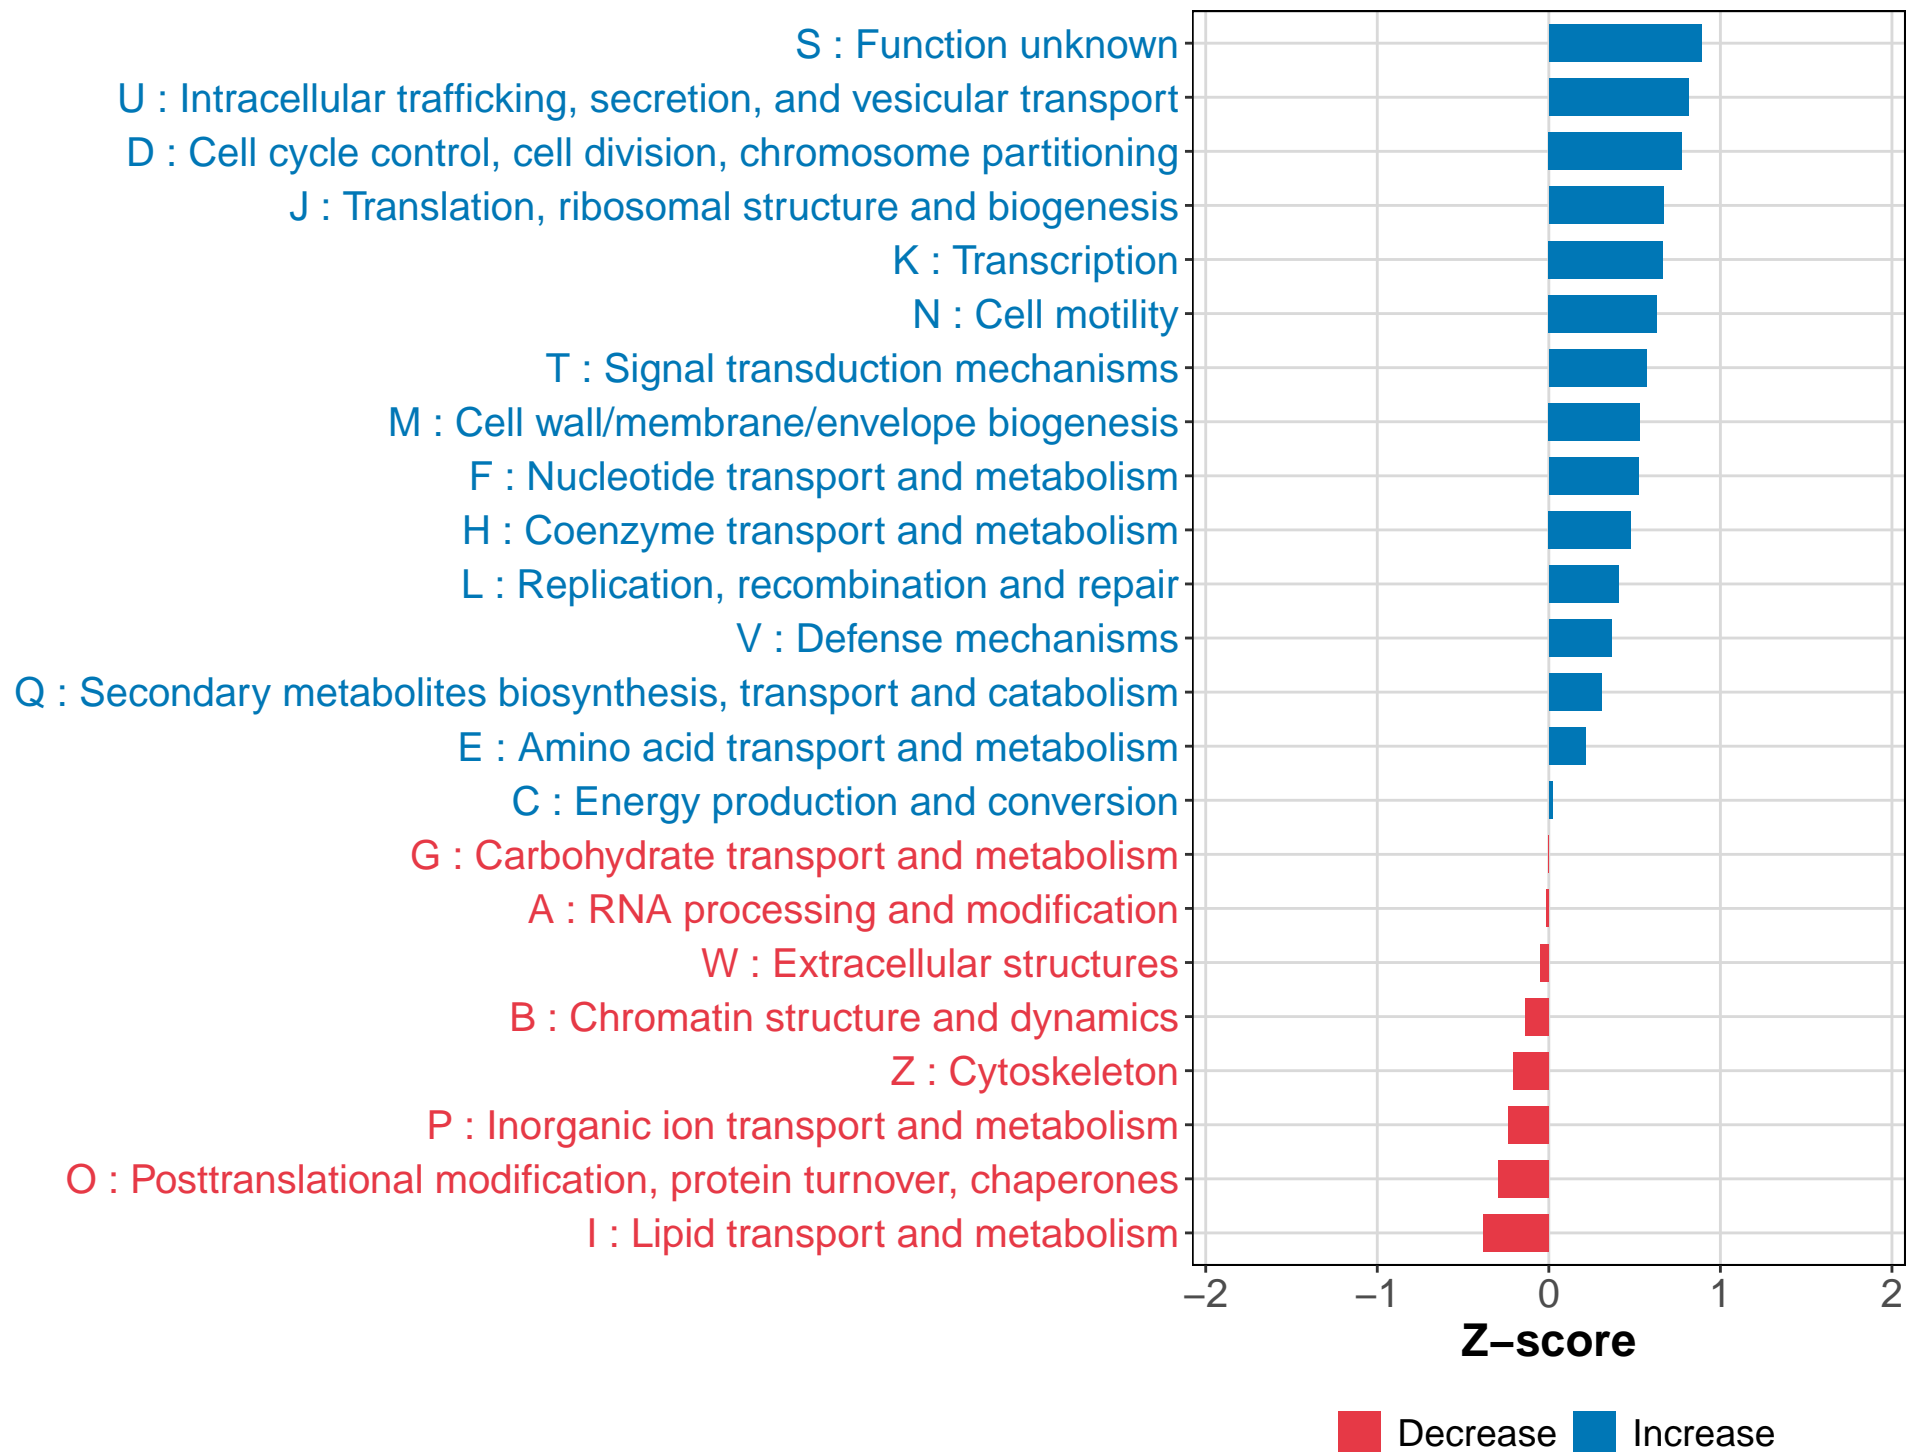 S : Function unknown
U : Intracellular trafficking, secretion, and vesicular transport
D : Cell cycle control, cell division, chromosome partitioning
J : Translation, ribosomal structure and biogenesis
K : Transcription
N : Cell motility
T : Signal transduction mechanisms
M : Cell wall/membrane/envelope biogenesis
F : Nucleotide transport and metabolism
H : Coenzyme transport and metabolism
L : Replication, recombination and repair
V : Defense mechanisms
Q : Secondary metabolites biosynthesis, transport and catabolism
E : Amino acid transport and metabolism
C : Energy production and conversion
G : Carbohydrate transport and metabolism
A : RNA processing and modification
W : Extracellular structures
B : Chromatin structure and dynamics
Z : Cytoskeleton
P : Inorganic ion transport and metabolism
O : Posttranslational modification, protein turnover, chaperones
I : Lipid transport and metabolism
−2 −1 0 1 2
Z−score
Decrease Increase